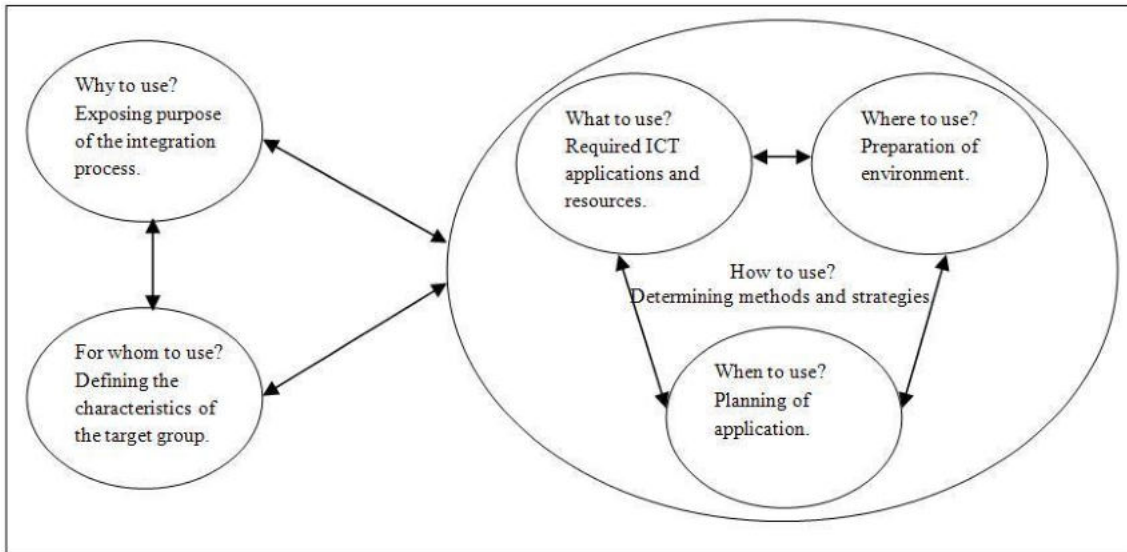 Why to use?
Exposing purpose
of the integration
process.
For whom to use?
Defining the
characteristics of
the target group.
What to use?
Required ICT
applications and
resources.
Where to use?
Preparation of
environment.
How to use?
Determining methods and strategies
When to use?
Planning of
application.